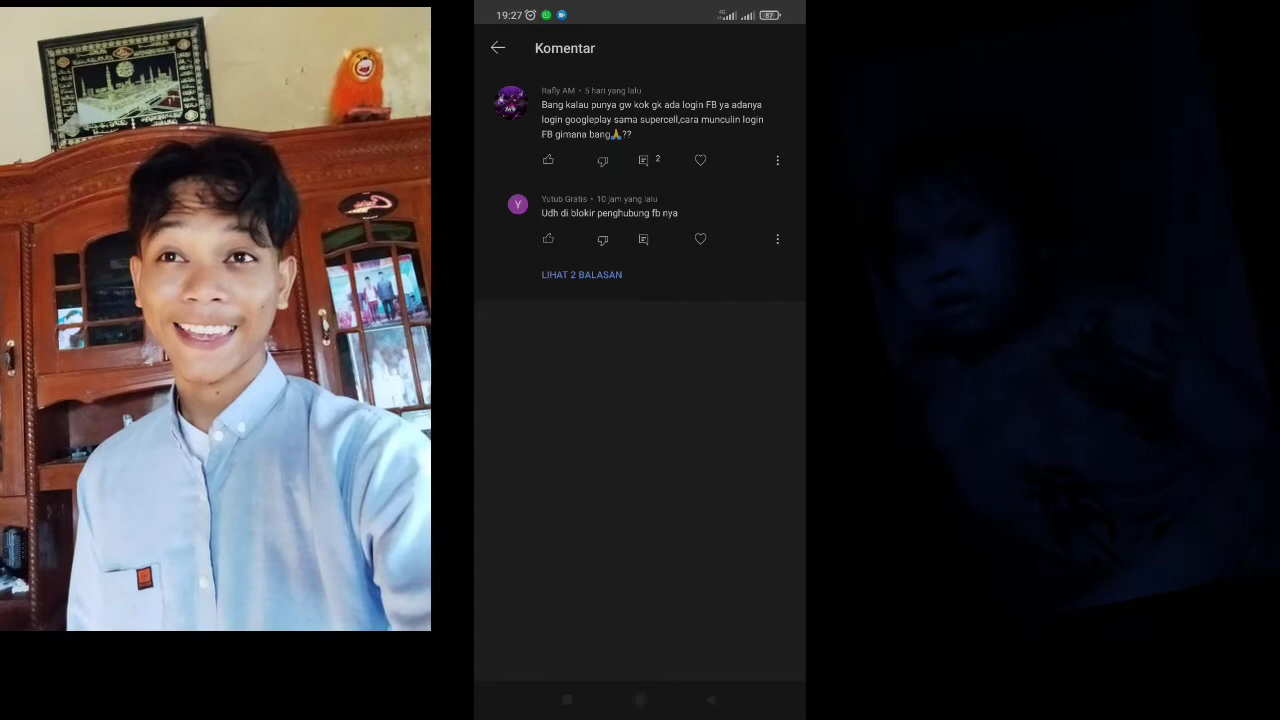 19:27
87
Komentar
Rafly AM • 5 hari yang lalu
Bang kalau punya gw kok gk ada login FB ya adanya
login googleplay sama supercell,cara munculin login
FB gimana bang🙏??
2
Y
Yutub Gratis • 10 jam yang lalu
Udh di blokir penghubung fb nya
LIHAT 2 BALASAN